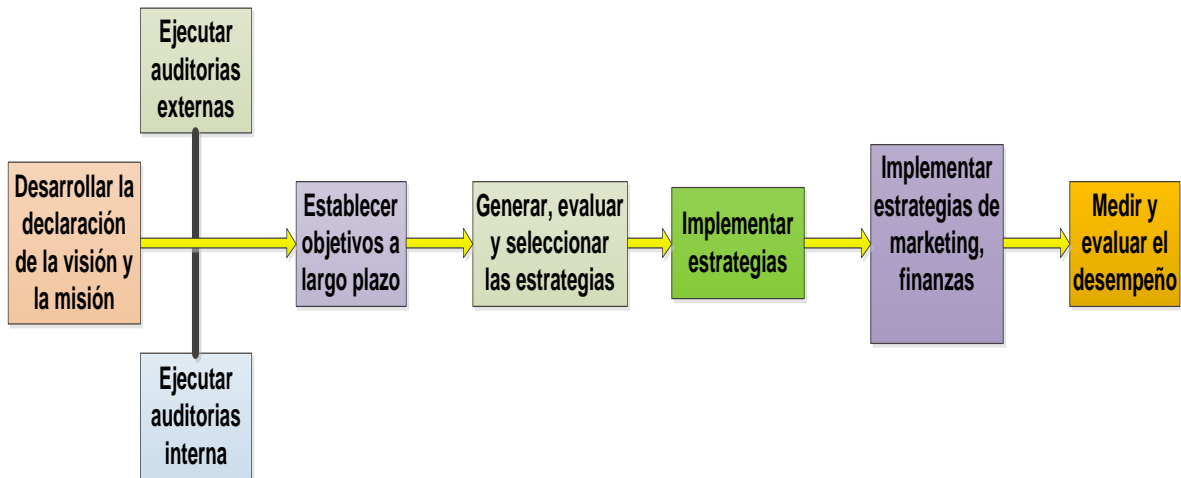 Ejecutar
auditorias
externas
Desarrollar la
declaración
de la visión y
la misión
Ejecutar
auditorias
interna
Establecer
objetivos a
largo plazo
Generar, evaluar
y seleccionar
las estrategias
Implementar
estrategias
Implementar
estrategias de
marketing,
finanzas
Medir y
evaluar el
desempeño